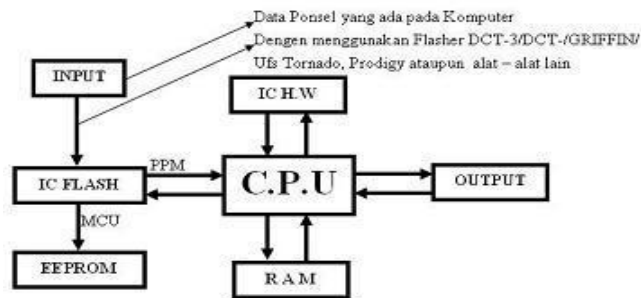 Data Ponsel yang ada pada Komputer
Dengen menggunakan Flasher DCT-3/DCT-/GRIFFIN/
Ufs Tornado, Prodigy ataupun alat – alat lain
INPUT
IC H.W
PPM
IC FLASH
C.P.U
OUTPUT
MCU
EEPROM
R A M